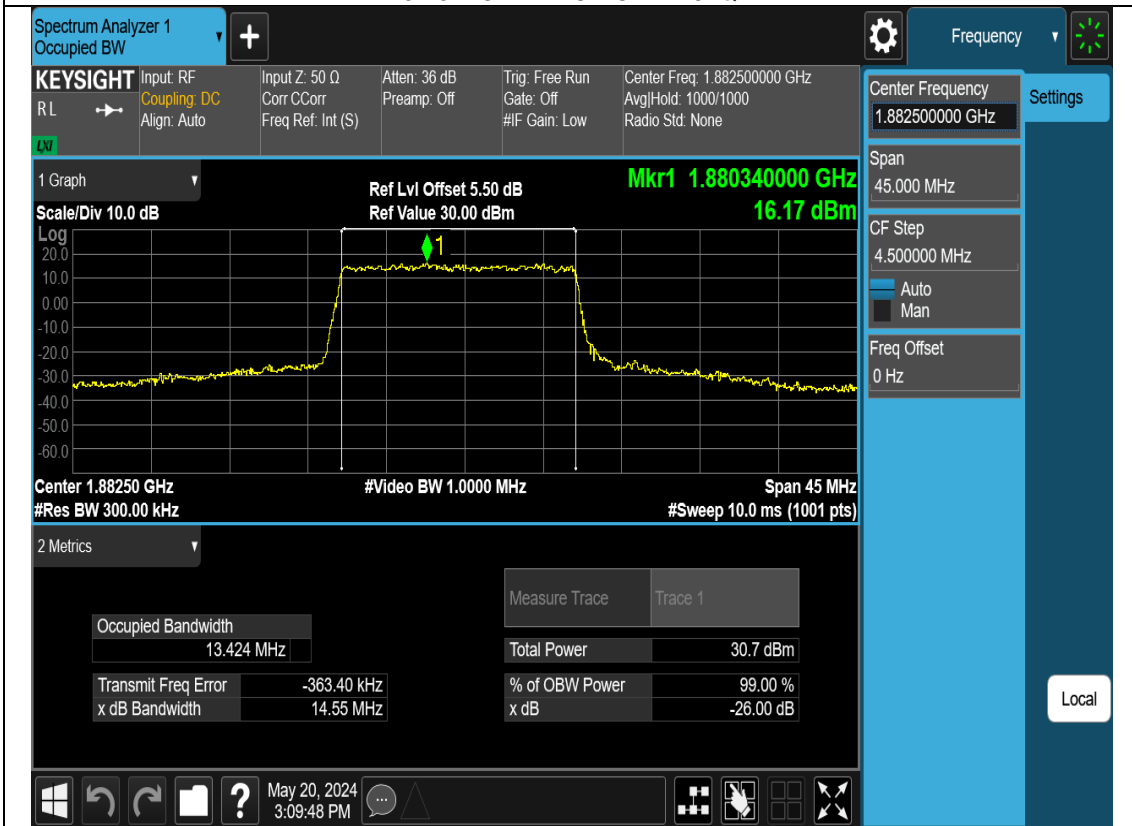 Spectrum Analyzer 1
Occupied BW
Frequency
KEYSIGHT
R L
LXI
Input: RF
Coupling: DC
Align: Auto
Input Z: 50 Ω
Corr CCorr
Freq Ref: Int (S)
Atten: 36 dB
Preamp: Off
Trig: Free Run
Gate: Off
#IF Gain: Low
Center Freq: 1.882500000 GHz
Avg|Hold: 1000/1000
Radio Std: None
1 Graph
Scale/Div 10.0 dB
Ref Lvl Offset 5.50 dB
Ref Value 30.00 dBm
Mkr1 1.880340000 GHz
16.17 dBm
Log
1
20.0
10.0
0.00
-10.0
-20.0
-30.0
-40.0
-50.0
-60.0
Center 1.88250 GHz
#Res BW 300.00 kHz
#Video BW 1.0000 MHz
Span 45 MHz
#Sweep 10.0 ms (1001 pts)
2 Metrics
Measure Trace Trace 1
Occupied Bandwidth
13.424 MHz
Total Power 30.7 dBm
Transmit Freq Error -363.40 kHz
% of OBW Power 99.00 %
x dB Bandwidth 14.55 MHz
x dB -26.00 dB
Center Frequency
1.882500000 GHz
Settings
Span
45.000 MHz
CF Step
4.500000 MHz
Auto
Man
Freq Offset
0 Hz
Local
?
May 20, 2024
3:09:48 PM